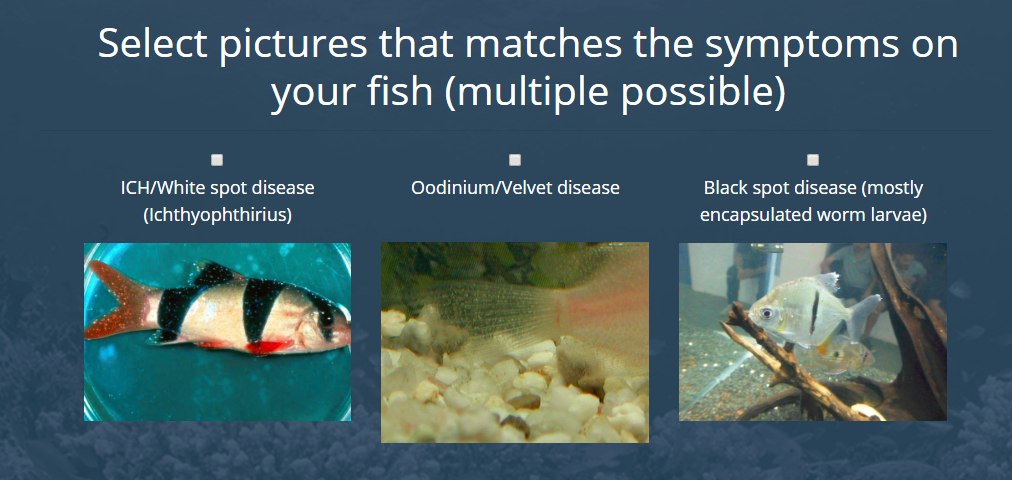 Select pictures that matches the symptoms on
your fish (multiple possible)
ICH/White spot disease
(Ichthyophthirius)
Oodinium/Velvet disease
Black spot disease (mostly
encapsulated worm larvae)